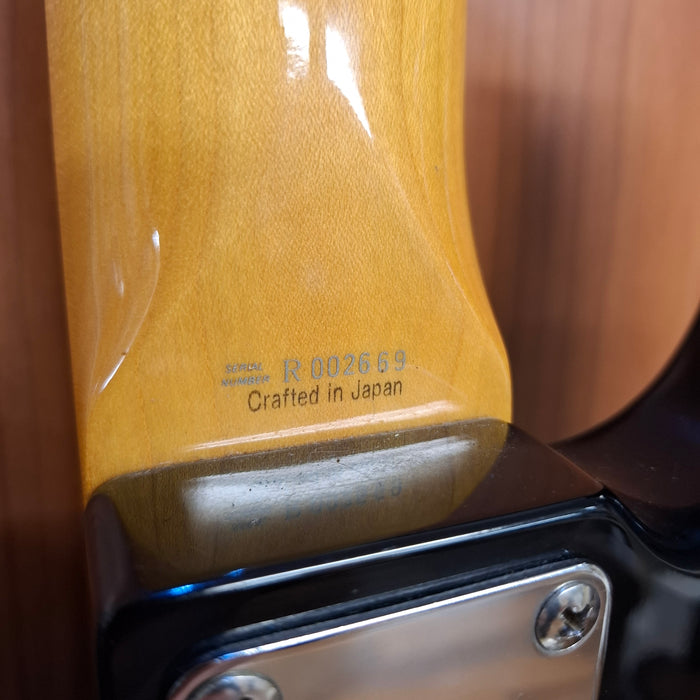 SERIAL
NUMBER R 002669
Crafted in Japan